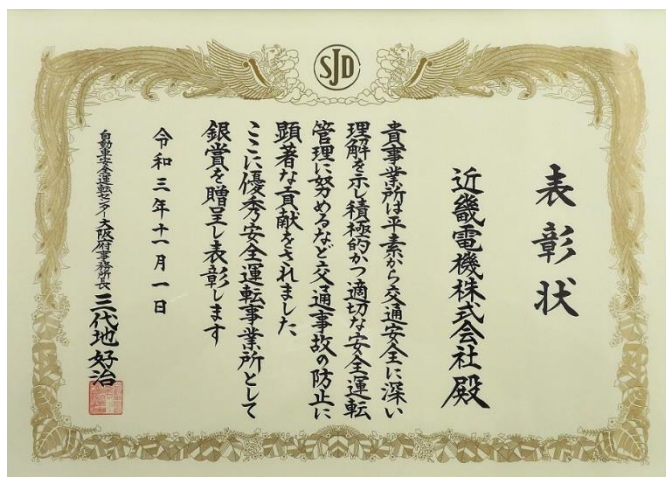 SJD
表彰状
近畿電機株式会社殿
貴事業所は平素から交通安全に深い
理解を示し積極的かつ適切な安全運転
管理に努めるなど交通事故の防止に
顕著な貢献をされました
ここに優秀安全運転事業所として
銀賞を贈呈し表彰します
令和三年十一月一日
自動車安全運転センター大阪府事務所長 三代地好治